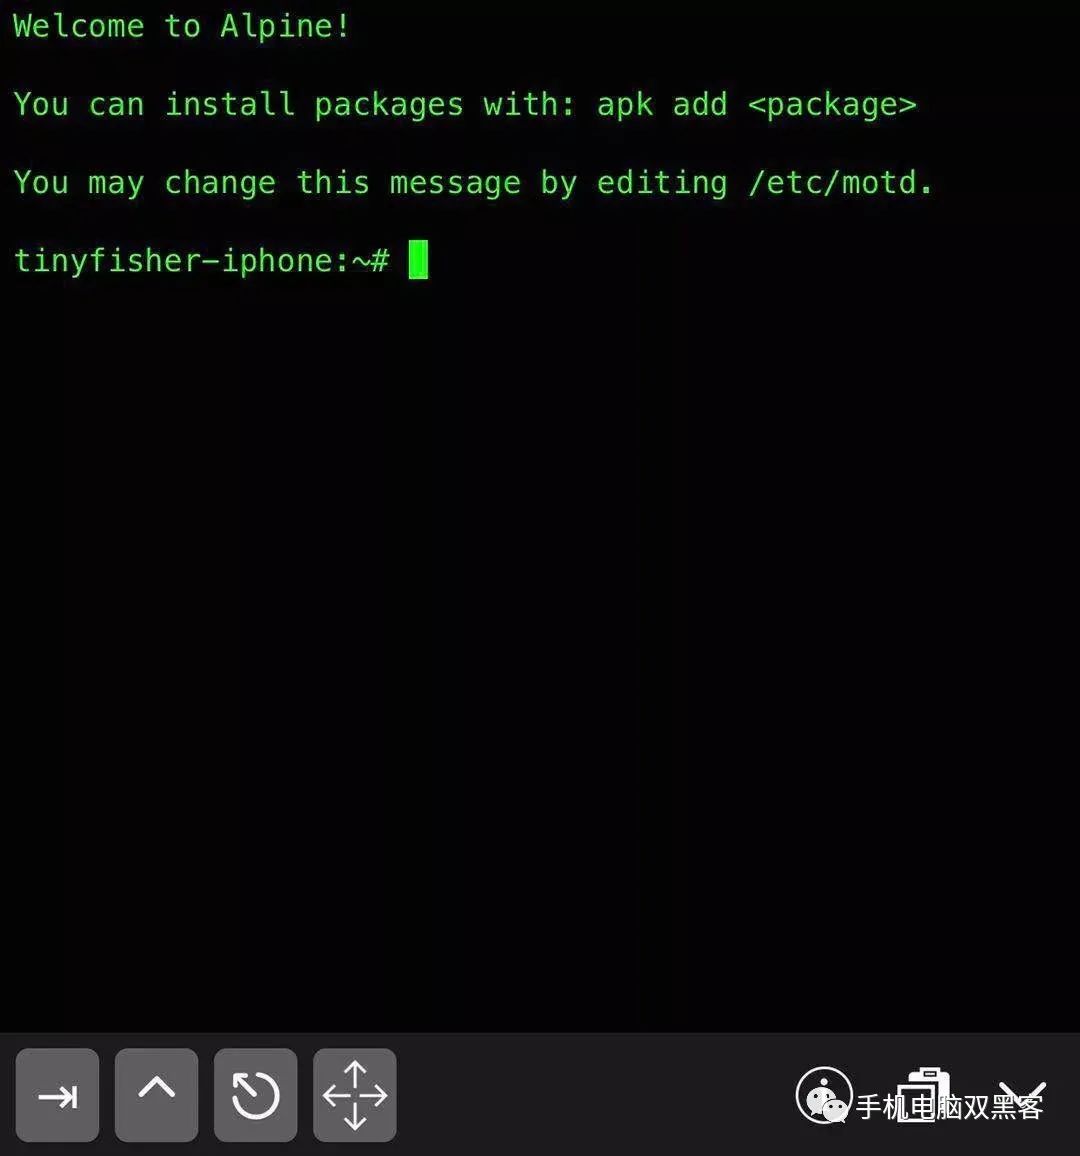 Welcome to Alpine!
You can install packages with: apk add <package>
You may change this message by editing /etc/motd.
tinyfisher-iphone:~#
手机电脑双黑客